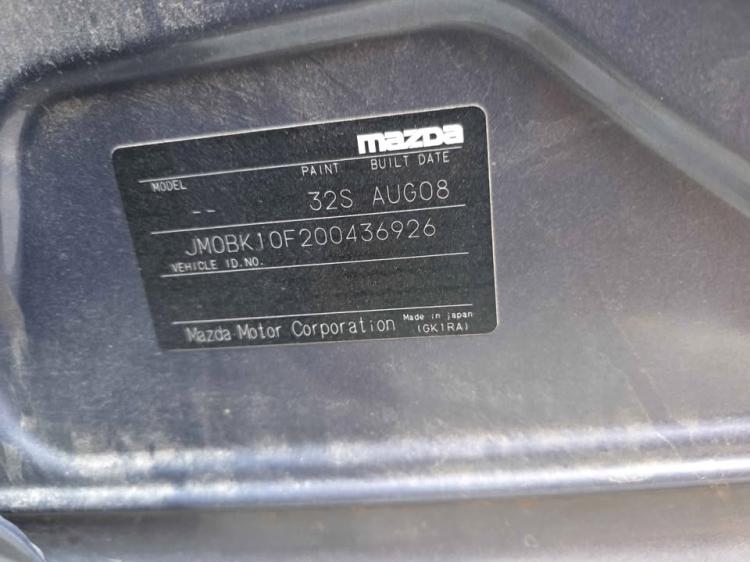 mazda
MODEL PAINT BUILT DATE
-- 32S AUG08
JM0BK10F200436926
VEHICLE ID.NO.
Mazda Motor Corporation Made in japan
(GK1RA)